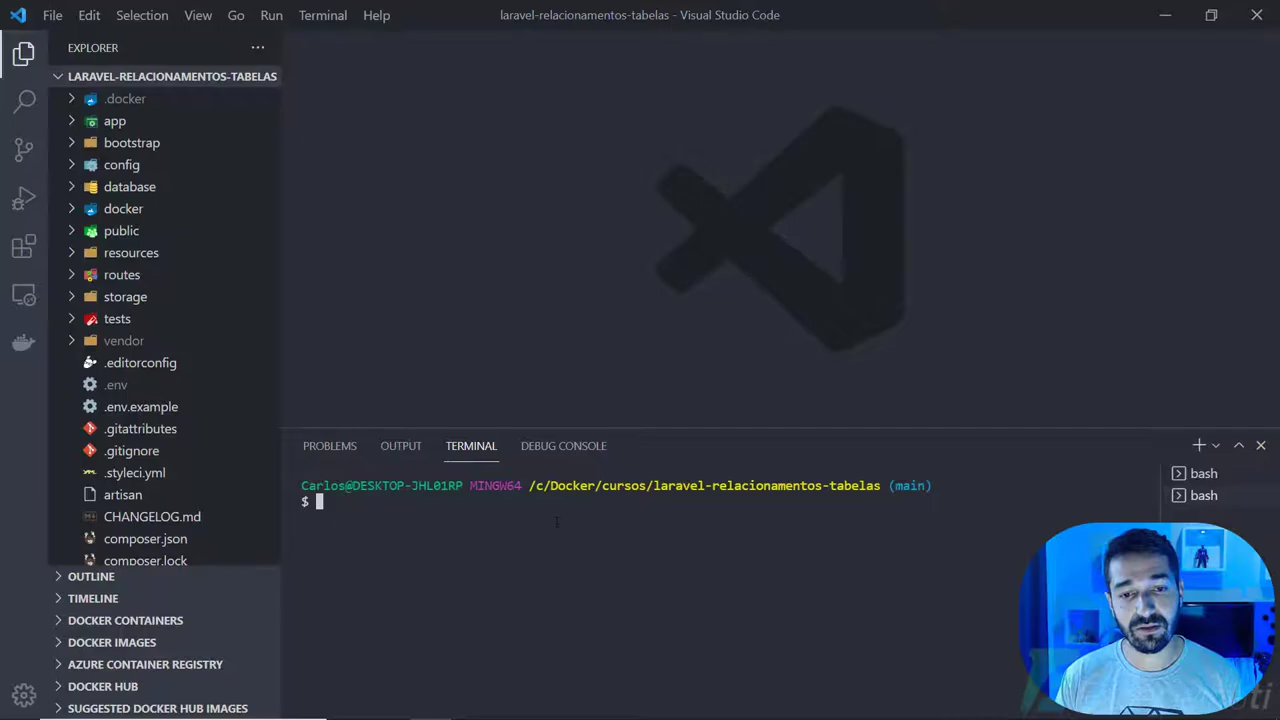 File Edit Selection View Go Run Terminal Help
laravel-relacionamentos-tabelas - Visual Studio Code
EXPLORER
LARAVEL-RELACIONAMENTOS-TABELAS
.docker
app
bootstrap
config
database
docker
public
resources
routes
storage
tests
vendor
.editorconfig
.env
.env.example
.gitattributes
.gitignore
.styleci.yml
artisan
CHANGELOG.md
composer.json
composer.lock
OUTLINE
TIMELINE
DOCKER CONTAINERS
DOCKER IMAGES
AZURE CONTAINER REGISTRY
DOCKER HUB
SUGGESTED DOCKER HUB IMAGES
PROBLEMS OUTPUT TERMINAL DEBUG CONSOLE
Carlos@DESKTOP-JHL01RP MINGW64 /c/Docker/cursos/laravel-relacionamentos-tabelas (main)
$
bash
bash